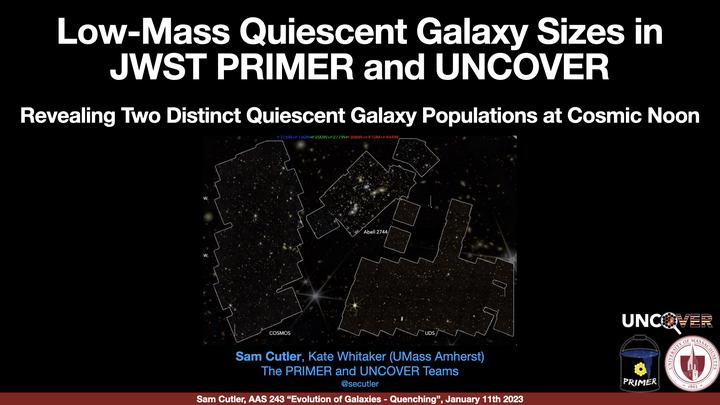 Low-Mass Quiescent Galaxy Sizes in
JWST PRIMER and UNCOVER
Revealing Two Distinct Quiescent Galaxy Populations at Cosmic Noon
Abell 2744
COSMOS
UDS
Sam Cutler, Kate Whitaker (UMass Amherst)
The PRIMER and UNCOVER Teams
@secutler
UNCOVER
PRIMER
Sam Cutler, AAS 243 “Evolution of Galaxies - Quenching”, January 11th 2023